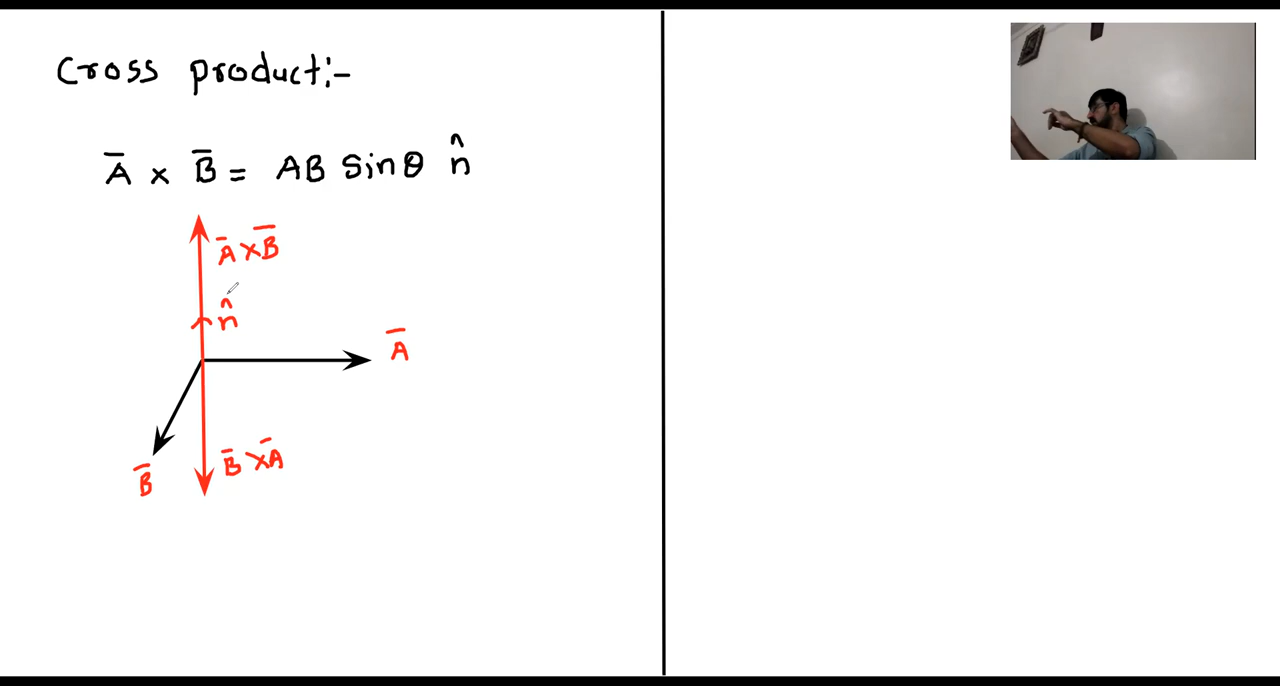 Cross product:-
A̅ × B̅ = AB Sinθ n̂
A̅ × B̅
n̂
A̅
B̅ × A̅
B̅